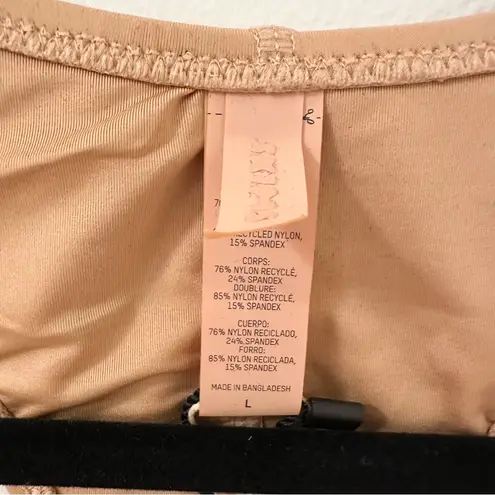 SKIMS
RECYCLED NYLON,
15% SPANDEX
CORPS:
76% NYLON RECYCLÉ,
24% SPANDEX
DOUBLURE:
85% NYLON RECYCLÉ,
15% SPANDEX
CUERPO:
76% NYLON RECICLADO,
24% SPANDEX
FORRO:
85% NYLON RECICLADA,
15% SPANDEX
MADE IN BANGLADESH
L